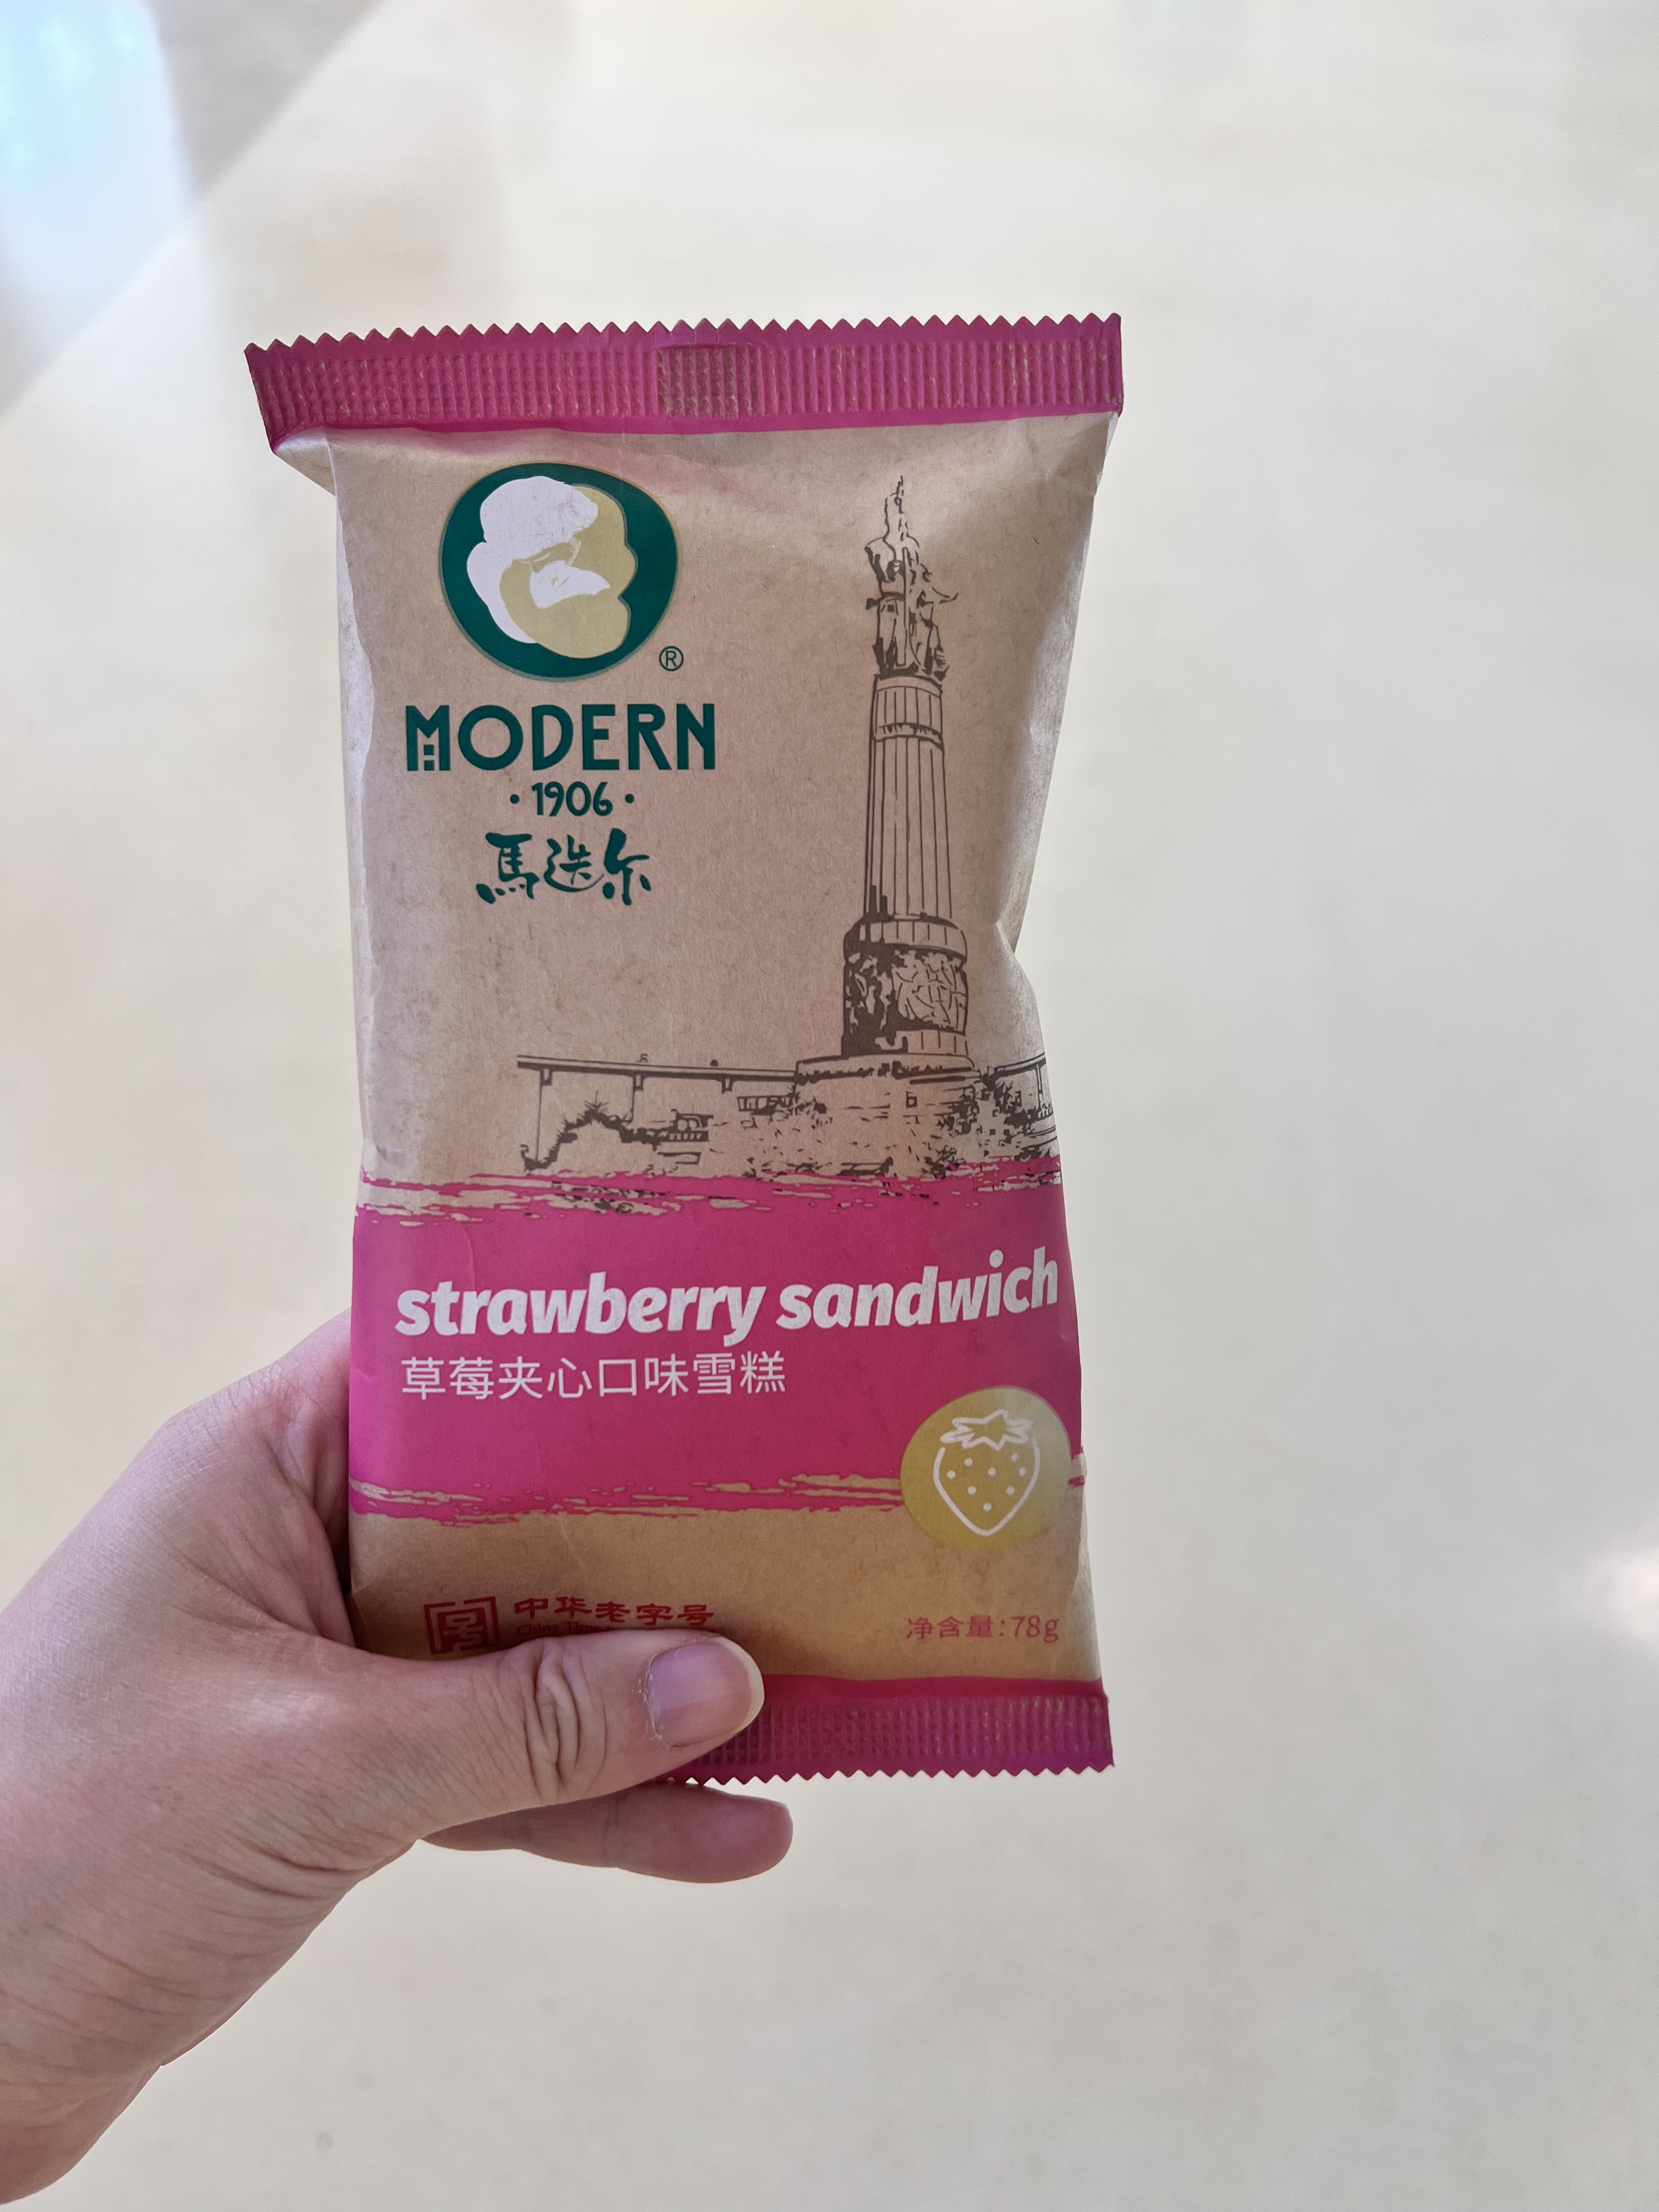 ®
MODERN
·1906·
馬迭尔
strawberry sandwich
草莓夹心口味雪糕
中华老字号
China
净含量:78g